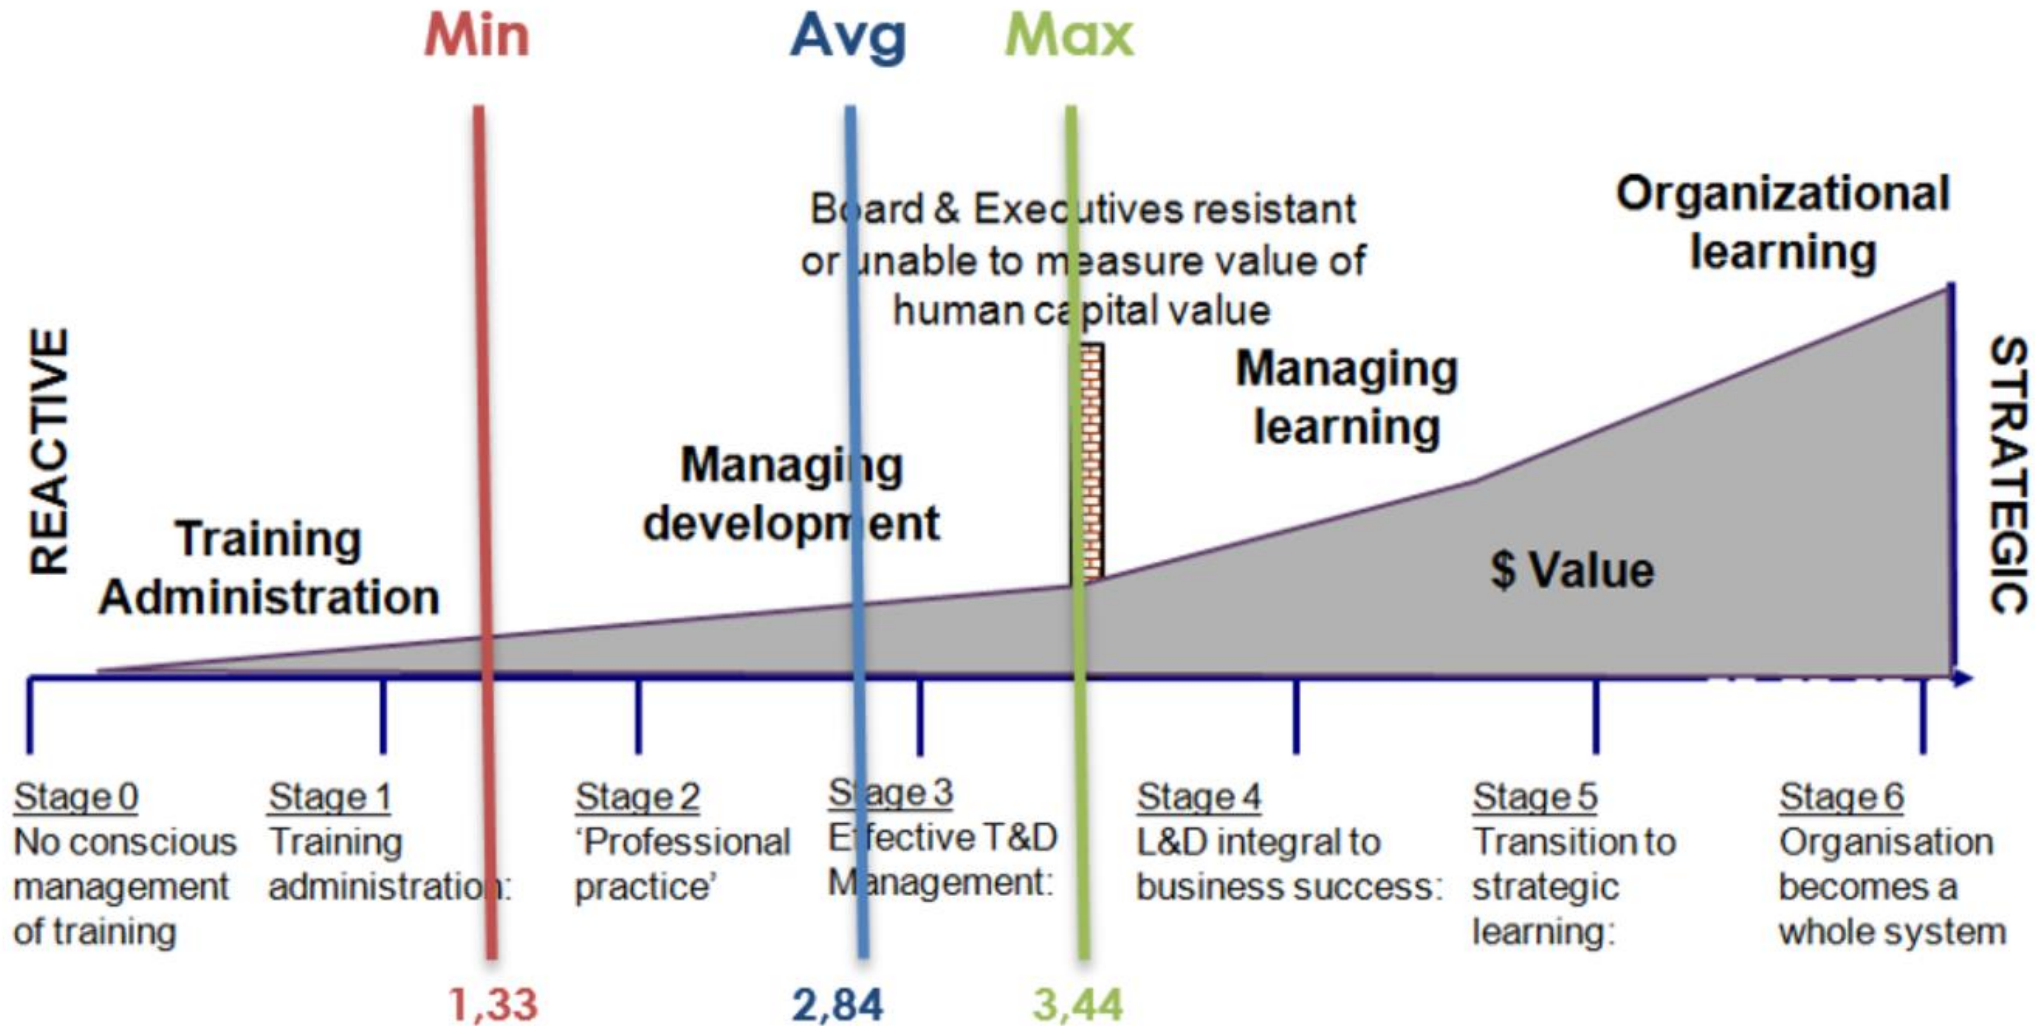 Min
Avg
Max
Board & Executives resistant
or unable to measure value of
human capital value
Organizational
learning
REACTIVE
STRATEGIC
Managing
learning
Managing
development
Training
Administration
$ Value
Stage 0
No conscious
management
of training
Stage 1
Training
administration:
Stage 2
‘Professional
practice’
Stage 3
Effective T&D
Management:
Stage 4
L&D integral to
business success:
Stage 5
Transition to
strategic
learning:
Stage 6
Organisation
becomes a
whole system
1,33
2,84
3,44